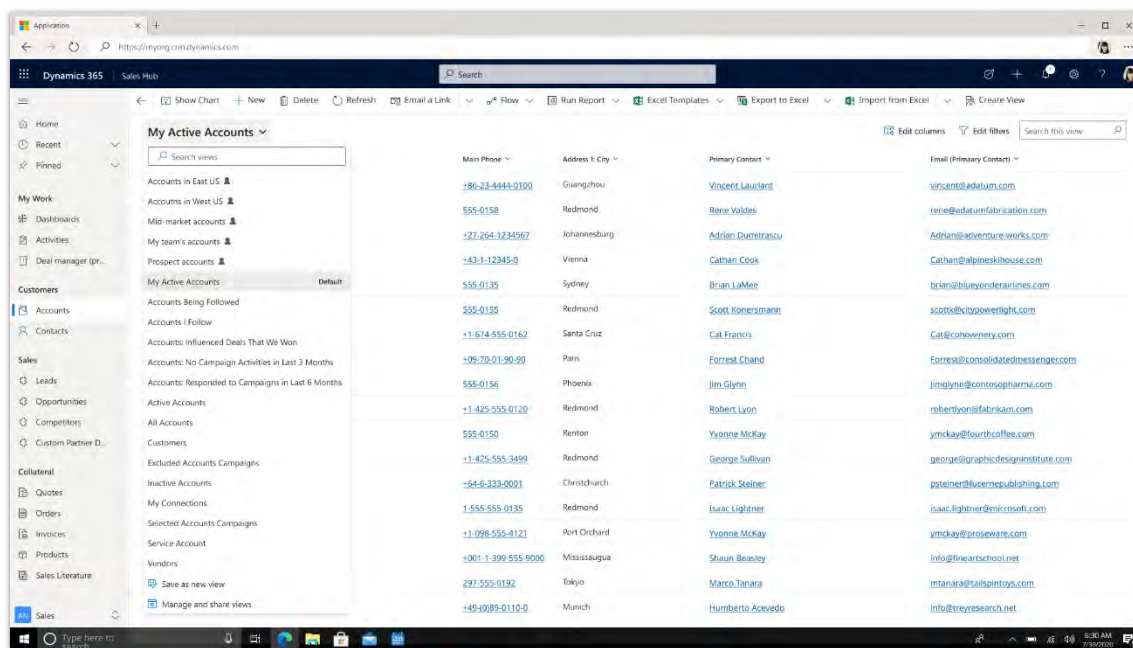 Application
https://myorg.crm.dynamics.com
Dynamics 365 Sales Hub
Search
Show Chart New Delete Refresh Email a Link Flow Run Report Excel Templates Export to Excel Import from Excel Create View
Home
Recent
Pinned
My Work
Dashboards
Activities
Deal manager (pr...
Customers
Accounts
Contacts
Sales
Leads
Opportunities
Competitors
Custom Partner D...
Collateral
Quotes
Orders
Invoices
Products
Sales Literature
AN Sales
My Active Accounts
Edit columns Edit filters Search this view
Search views
Accounts in East US
Accoutns in West US
Mid-market accounts
My team's accounts
Prospect accounts
My Active Accounts Default
Accounts Being Followed
Accounts I Follow
Accounts: Influenced Deals That We Won
Accounts: No Campaign Activities in Last 3 Months
Accounts: Responded to Campaigns in Last 6 Months
Active Accounts
All Accounts
Customers
Excluded Accounts Campaigns
Inactive Accounts
My Connections
Selected Accounts Campaigns
Service Account
Vendors
Save as new view
Manage and share views
Main Phone Address 1: City Primary Contact Email (Primaary Contact)
+86-23-4444-0100 Guangzhou Vincent Lauriant vincent@adatum.com
555-0158 Redmond Rene Valdes rene@adatumfabrication.com
+27-264-1234567 Johannesburg Adrian Dumitrascu Adrian@adventure-works.com
+43-1-12345-0 Vienna Cathan Cook Cathan@alpineskihouse.com
555-0135 Sydney Brian LaMee brian@blueyonderairlines.com
555-0155 Redmond Scott Konersmann scottk@citypowerlight.com
+1-674-555-0162 Santa Cruz Cat Francis Cat@cohowinery.com
+09-70-01-90-90 Paris Forrest Chand Forrest@consolidatedmessenger.com
555-0156 Phoenix Jim Glynn Jimglynn@contosopharma.com
+1-425-555-0120 Redmond Robert Lyon robertlyon@fabrikam.com
555-0150 Renton Yvonne McKay ymckay@fourthcoffee.com
+1-425-555-3499 Redmond George Sullivan george@graphicdesigninstitute.com
+64-6-333-0001 Christchurch Patrick Steiner psteiner@lucernepublishing.com
1-555-555-0135 Redmond Isaac Lightner isaac.lightner@microsoft.com
+1-098-555-4121 Port Orchard Yvonne McKay ymckay@proseware.com
+001-1-399-555-9000 Mississaugua Shaun Beasley info@fineartschool.net
297-555-0192 Tokyo Marco Tanara mtanara@tailspintoys.com
+49-(0)89-0110-0 Munich Humberto Acevedo info@treyresearch.net
Type here to
search
6:30 AM
7/30/2020